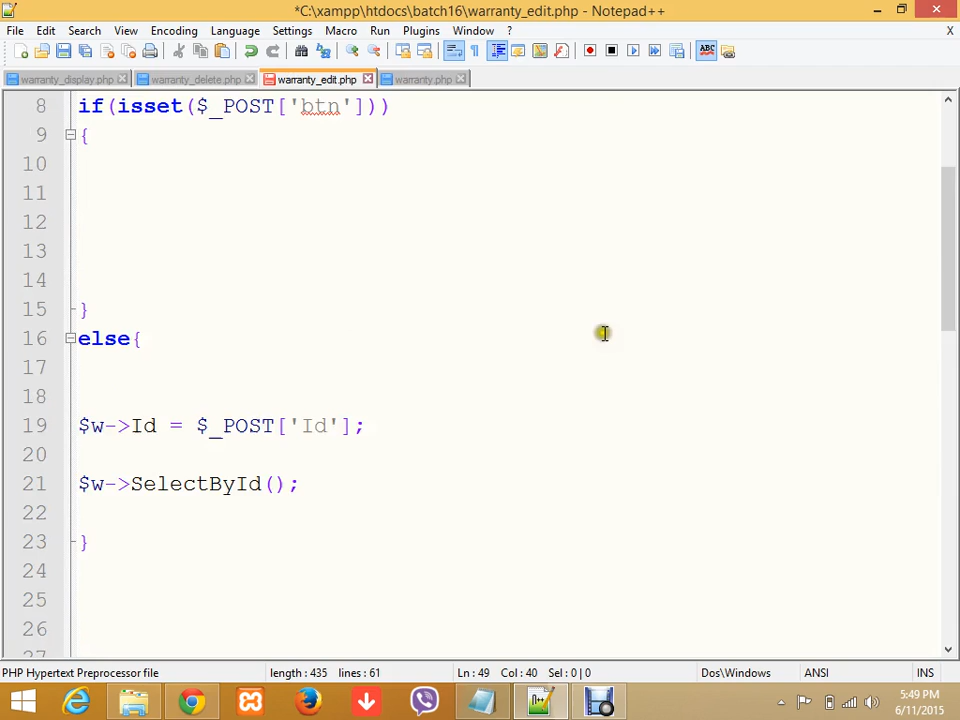 *C:\xampp\htdocs\batch16\warranty_edit.php - Notepad++
File Edit Search View Encoding Language Settings Macro Run Plugins Window ? X
warranty_display.php warranty_delete.php warranty_edit.php warranty.php
8 if(isset($_POST['btn']))
9 {
10
11
12
13
14
15 }
16 else{
17
18
19 $w->Id = $_POST['Id'];
20
21 $w->SelectById();
22
23 }
24
25
26
27
PHP Hypertext Preprocessor file length : 435 lines : 61 Ln : 49 Col : 40 Sel : 0 | 0 Dos\Windows ANSI INS
5:49 PM
6/11/2015